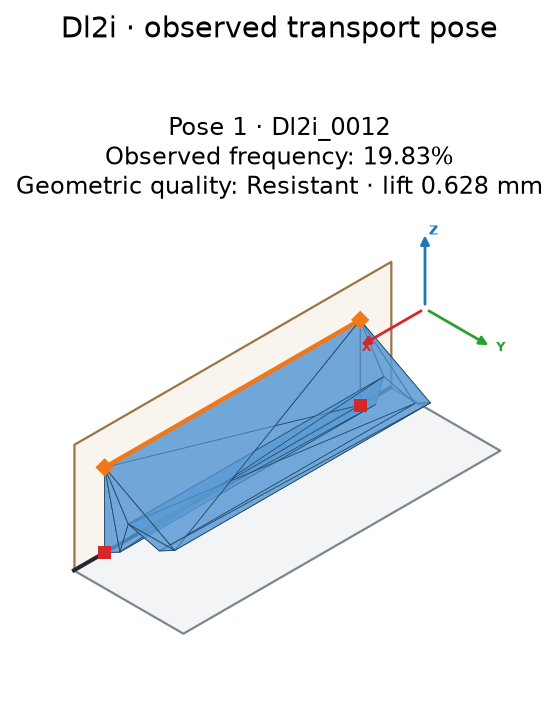 Dl2i · observed transport pose
Pose 1 · Dl2i_0012
Observed frequency: 19.83%
Geometric quality: Resistant · lift 0.628 mm
Z
X
Y